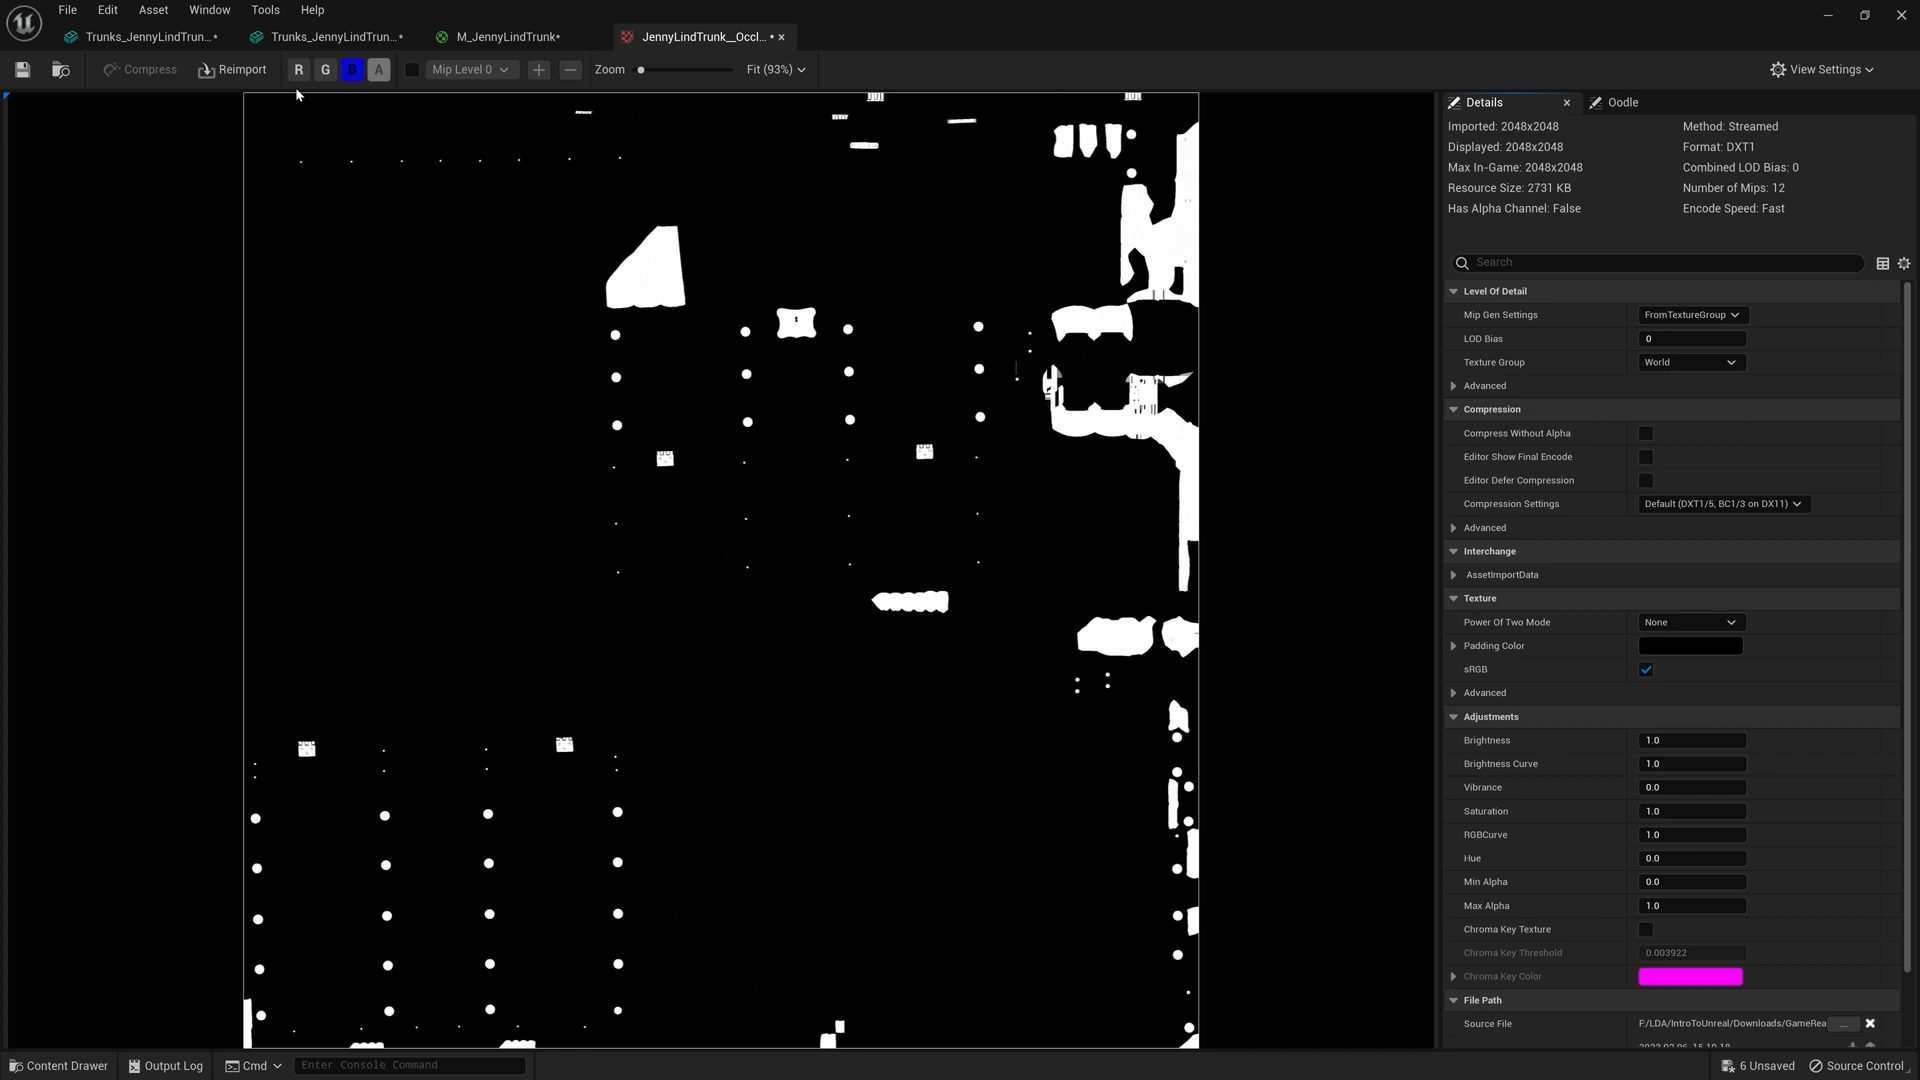 File Edit Asset Window Tools Help
Trunks_JennyLindTrun...* Trunks_JennyLindTrun...* M_JennyLindTrunk* JennyLindTrunk__Occl... *
Compress Reimport R G B A Mip Level 0 Zoom Fit (93%) View Settings
Details Oodle
Imported: 2048x2048 Method: Streamed
Displayed: 2048x2048 Format: DXT1
Max In-Game: 2048x2048 Combined LOD Bias: 0
Resource Size: 2731 KB Number of Mips: 12
Has Alpha Channel: False Encode Speed: Fast
Search
Level Of Detail
Mip Gen Settings FromTextureGroup
LOD Bias 0
Texture Group World
Advanced
Compression
Compress Without Alpha
Editor Show Final Encode
Editor Defer Compression
Compression Settings Default (DXT1/5, BC1/3 on DX11)
Advanced
Interchange
AssetImportData
Texture
Power Of Two Mode None
Padding Color
sRGB
Advanced
Adjustments
Brightness 1.0
Brightness Curve 1.0
Vibrance 0.0
Saturation 1.0
RGBCurve 1.0
Hue 0.0
Min Alpha 0.0
Max Alpha 1.0
Chroma Key Texture
Chroma Key Threshold 0.003922
Chroma Key Color
File Path
Source File F:/LDA/IntroToUnreal/Downloads/GameRea ...
Content Drawer Output Log Cmd Enter Console Command 6 Unsaved Source Control